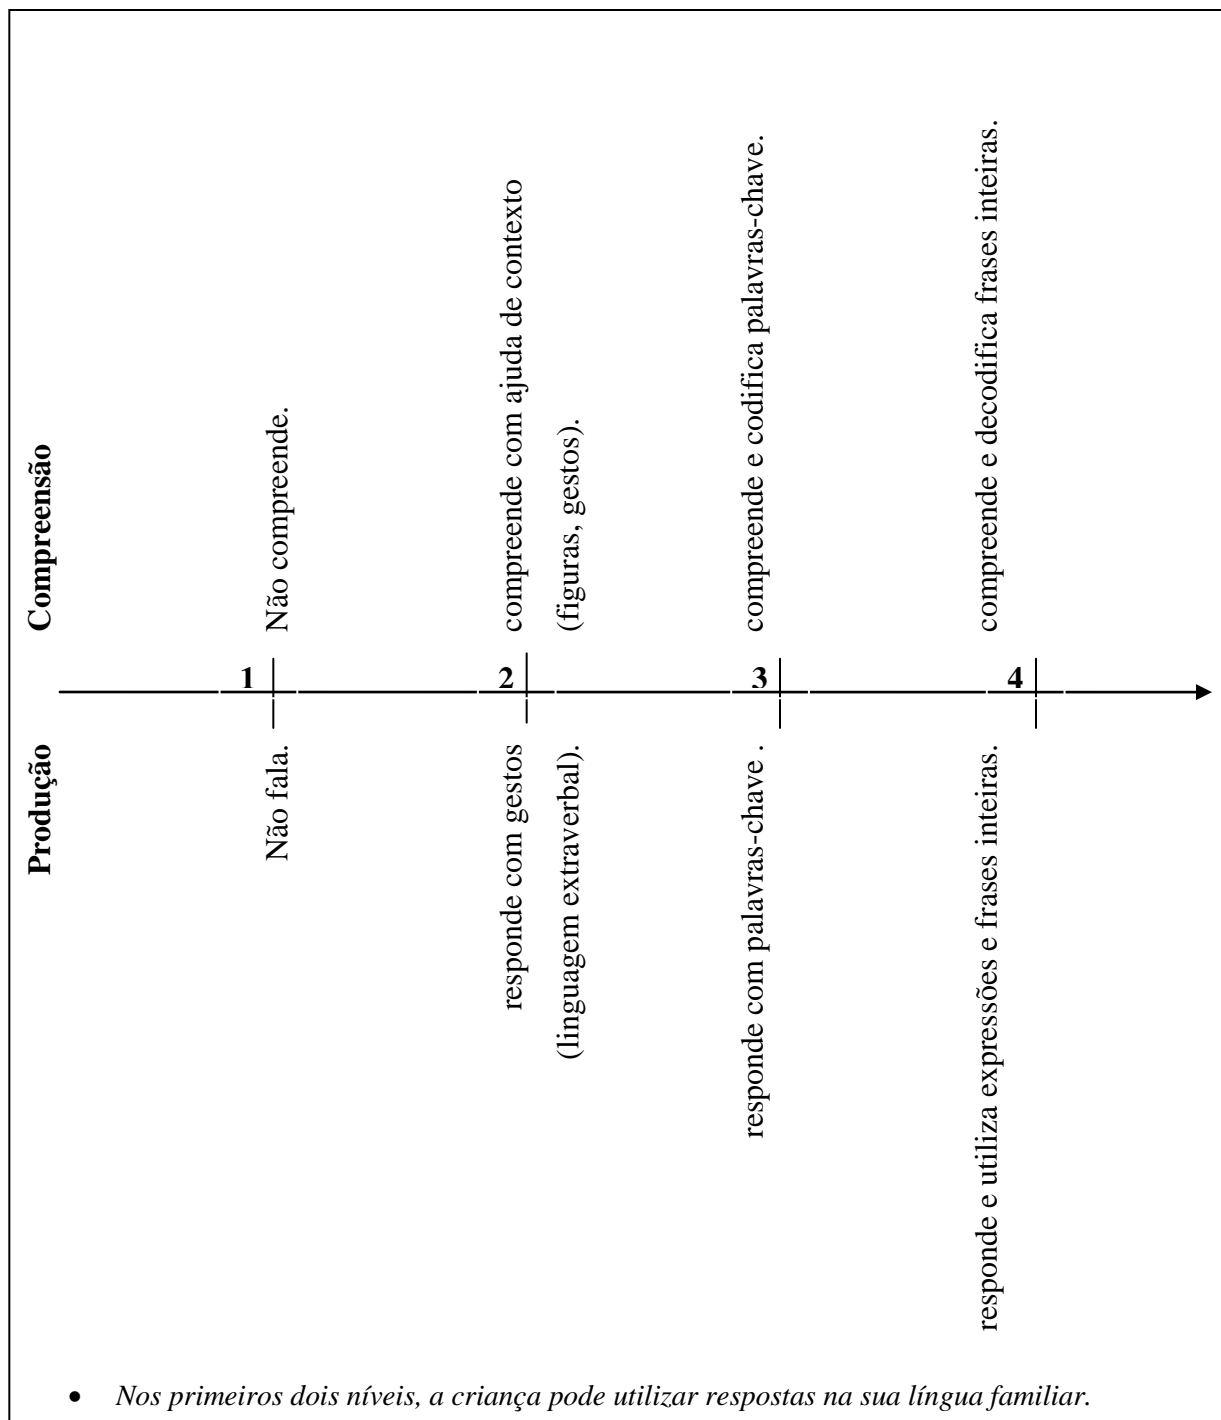 Compreensão
Não compreende.
compreende com ajuda de contexto
(figuras, gestos).
compreende e codifica palavras-chave.
compreende e decodifica frases inteiras.
1
2
3
4
Produção
Não fala.
responde com gestos
(linguagem extraverbal).
responde com palavras-chave .
responde e utiliza expressões e frases inteiras.
• Nos primeiros dois níveis, a criança pode utilizar respostas na sua língua familiar.